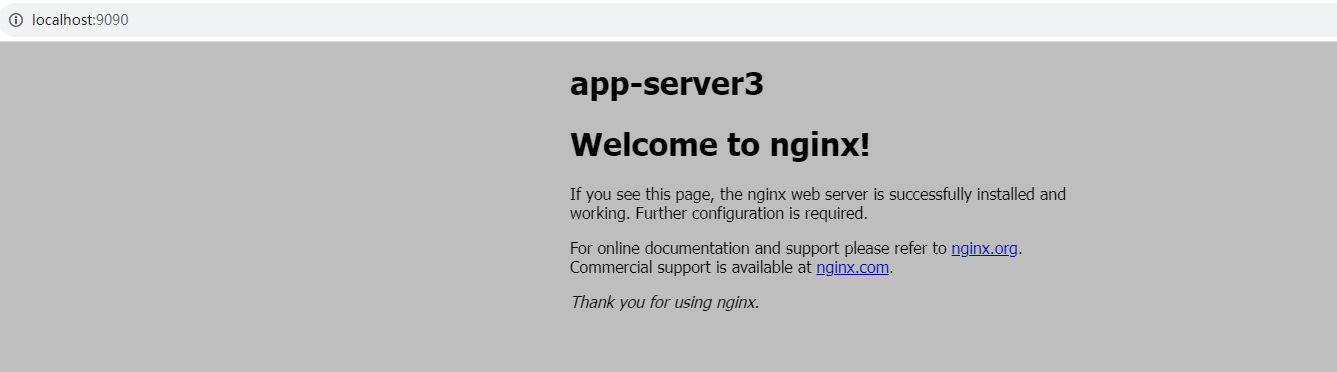 localhost:9090
app-server3
Welcome to nginx!
If you see this page, the nginx web server is successfully installed and
working. Further configuration is required.
For online documentation and support please refer to nginx.org.
Commercial support is available at nginx.com.
Thank you for using nginx.